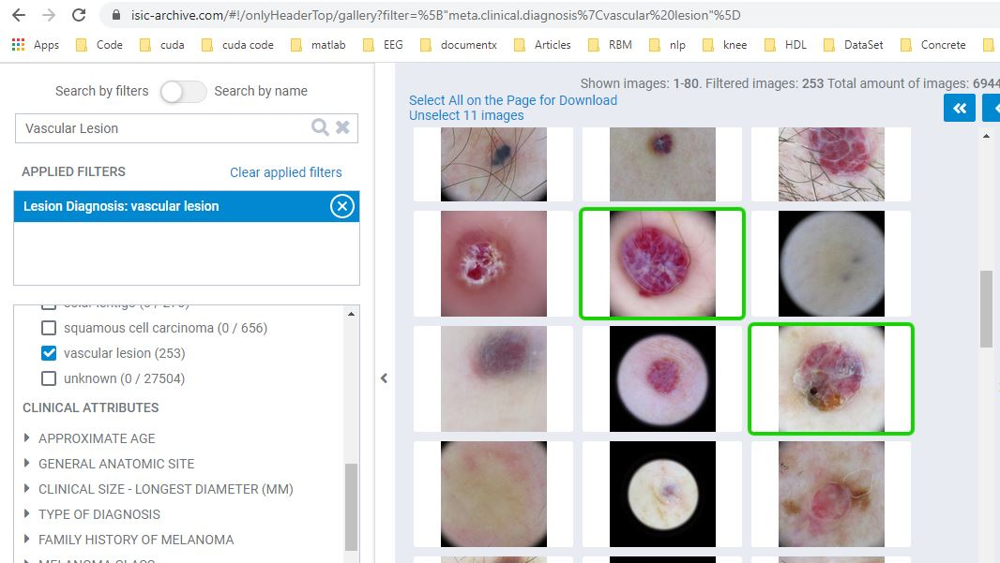 isic-archive.com/#!/onlyHeaderTop/gallery?filter=%5B"meta.clinical.diagnosis%7Cvascular%20lesion"%5D
Apps Code cuda cuda code matlab EEG documentx Articles RBM nlp knee HDL DataSet Concrete
Search by filters Search by name
Shown images: 1-80. Filtered images: 253 Total amount of images: 6944
Select All on the Page for Download
Unselect 11 images
Vascular Lesion
APPLIED FILTERS Clear applied filters
Lesion Diagnosis: vascular lesion
squamous cell carcinoma (0 / 656)
vascular lesion (253)
unknown (0 / 27504)
CLINICAL ATTRIBUTES
APPROXIMATE AGE
GENERAL ANATOMIC SITE
CLINICAL SIZE - LONGEST DIAMETER (MM)
TYPE OF DIAGNOSIS
FAMILY HISTORY OF MELANOMA